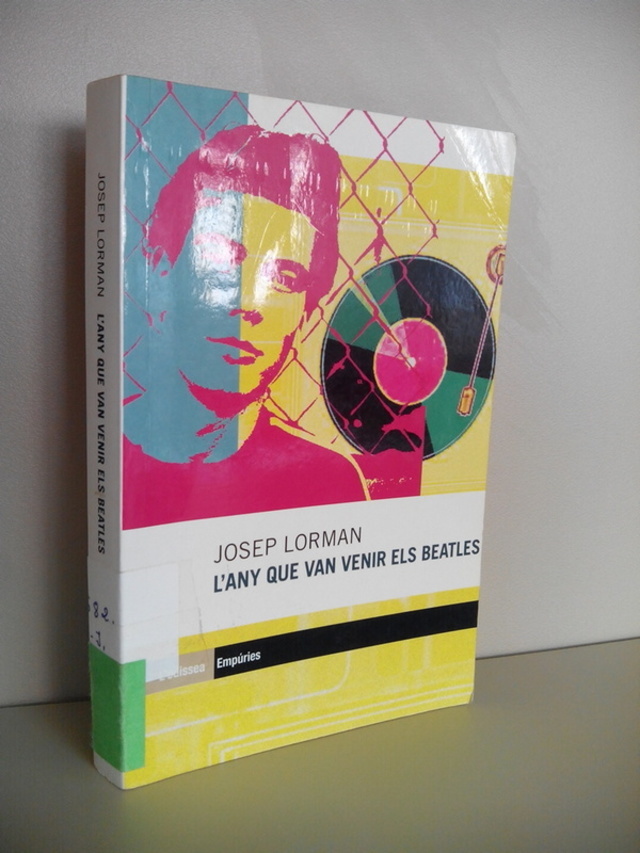 JOSEP LORMAN L'ANY QUE VAN VENIR ELS BEATLES
JOSEP LORMAN
L'ANY QUE VAN VENIR ELS BEATLES
Empúries